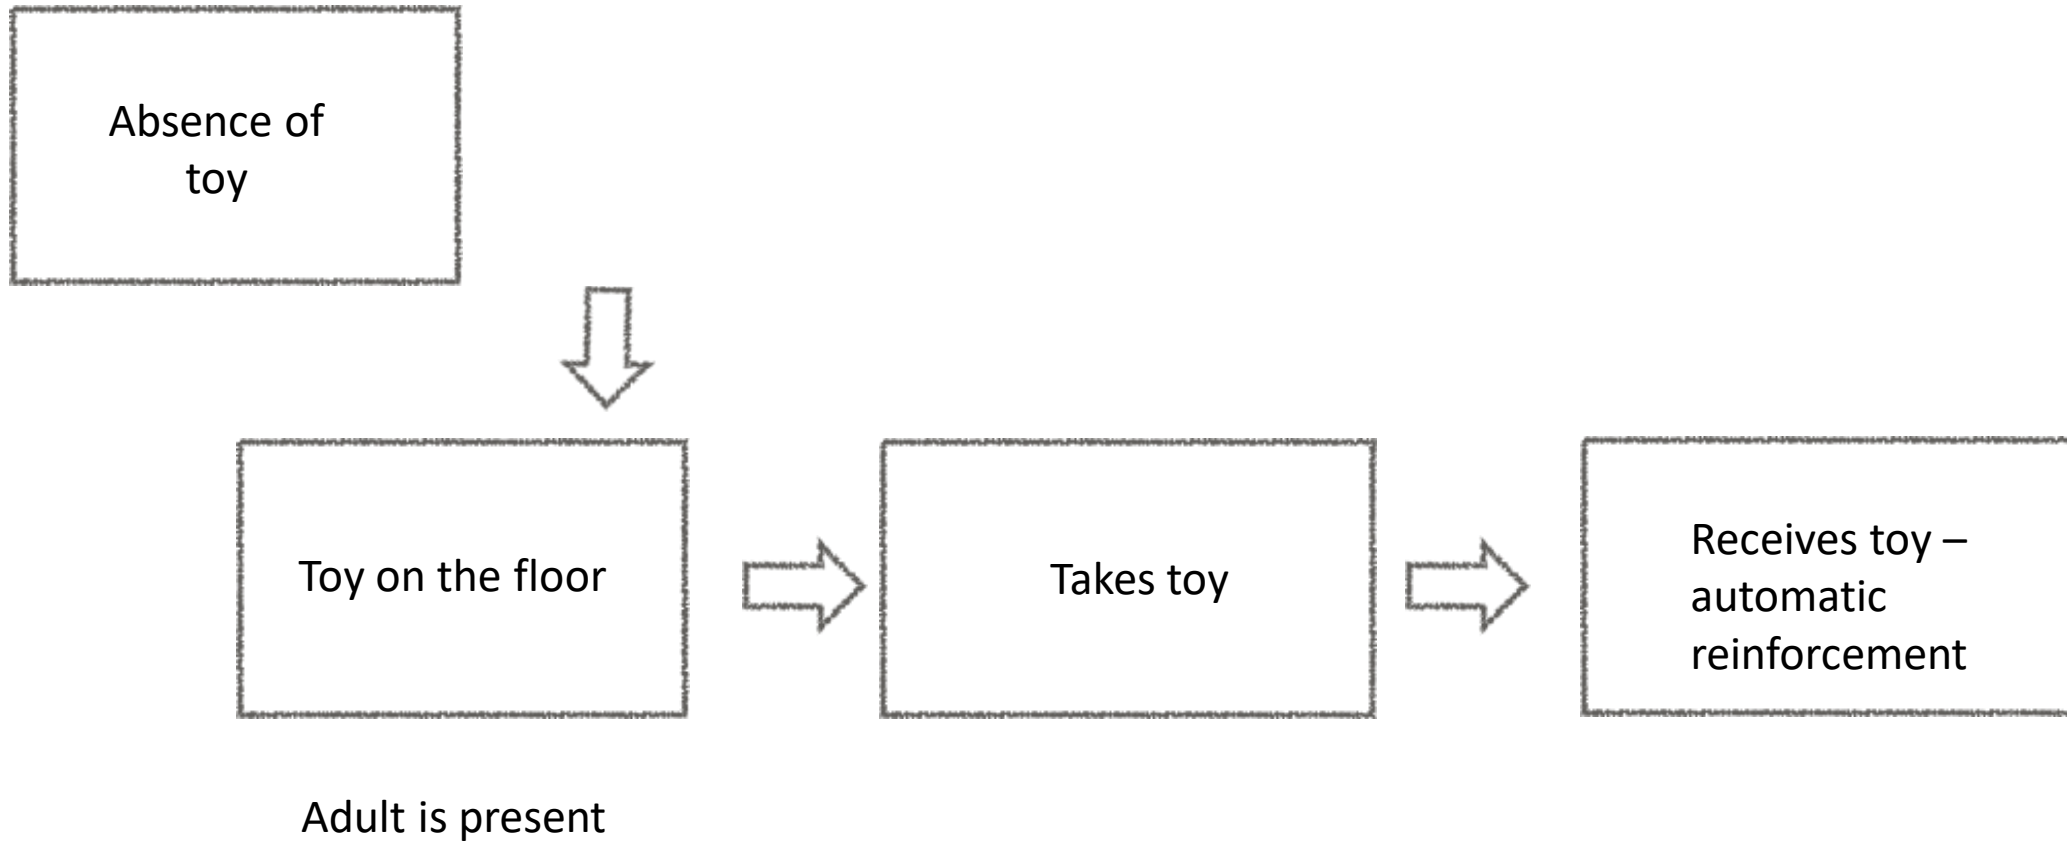 Absence of
toy
Toy on the floor
Takes toy
Receives toy –
automatic
reinforcement
Adult is present